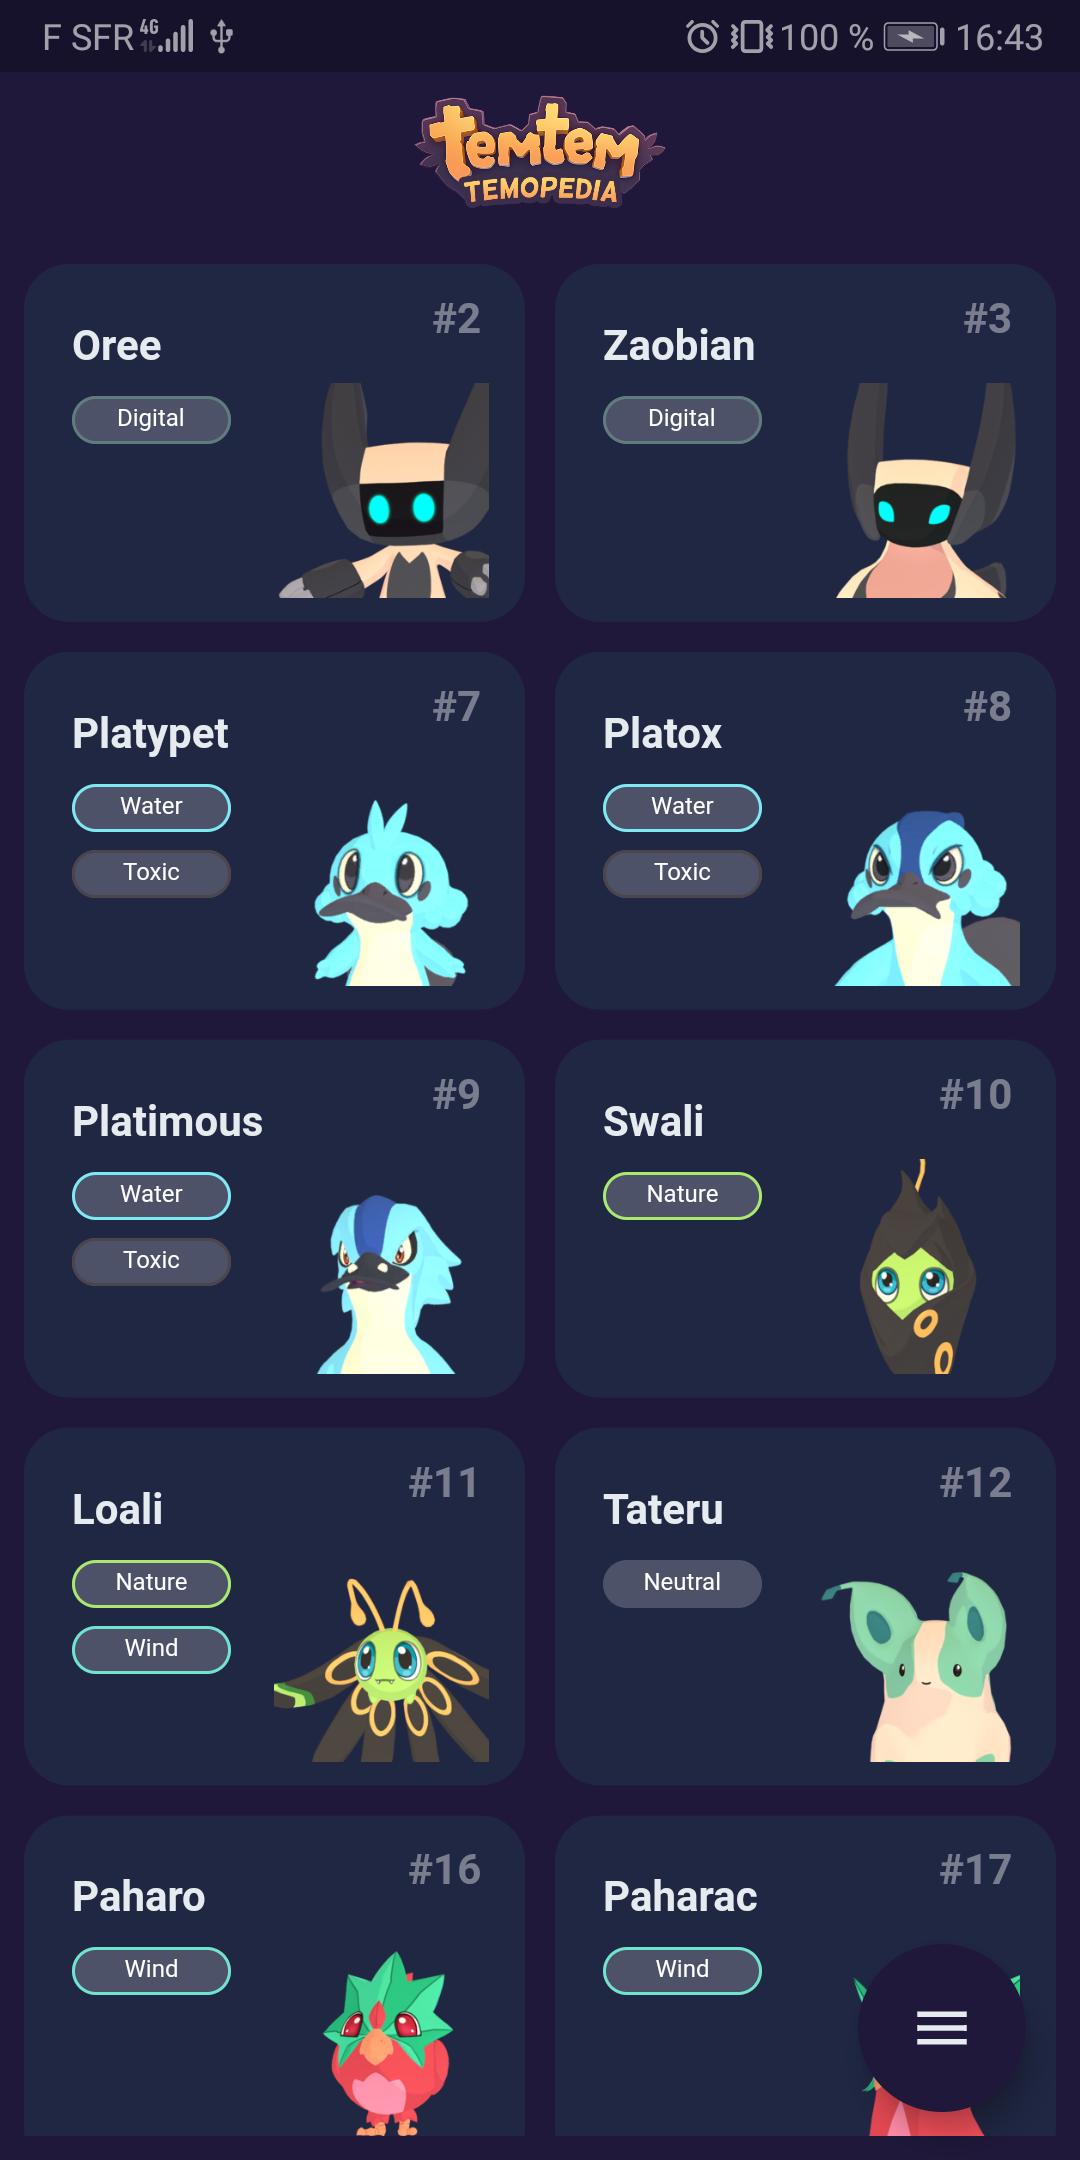 F SFR 4G 100 % 16:43
temtem
TEMOPEDIA
#2
Oree
Digital
#3
Zaobian
Digital
#7
Platypet
Water
Toxic
#8
Platox
Water
Toxic
#9
Platimous
Water
Toxic
#10
Swali
Nature
#11
Loali
Nature
Wind
#12
Tateru
Neutral
#16
Paharo
Wind
#17
Paharac
Wind